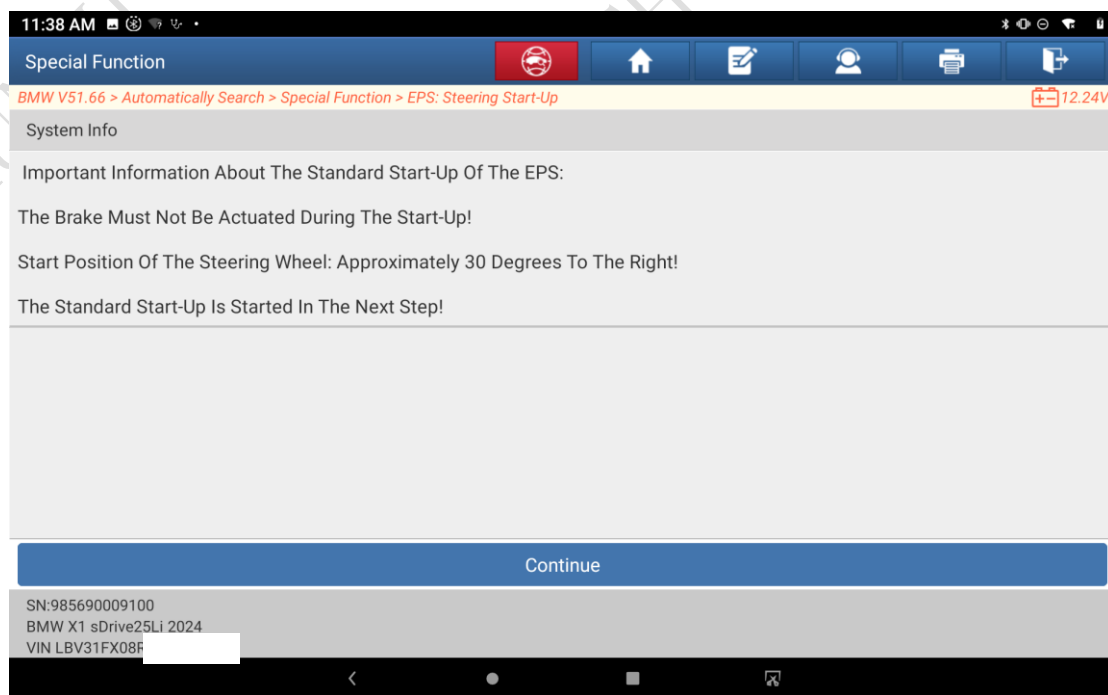 11:38 AM
Special Function
BMW V51.66 > Automatically Search > Special Function > EPS: Steering Start-Up
12.24V
System Info
Important Information About The Standard Start-Up Of The EPS:
The Brake Must Not Be Actuated During The Start-Up!
Start Position Of The Steering Wheel: Approximately 30 Degrees To The Right!
The Standard Start-Up Is Started In The Next Step!
Continue
SN:985690009100
BMW X1 sDrive25Li 2024
VIN LBV31FX08R